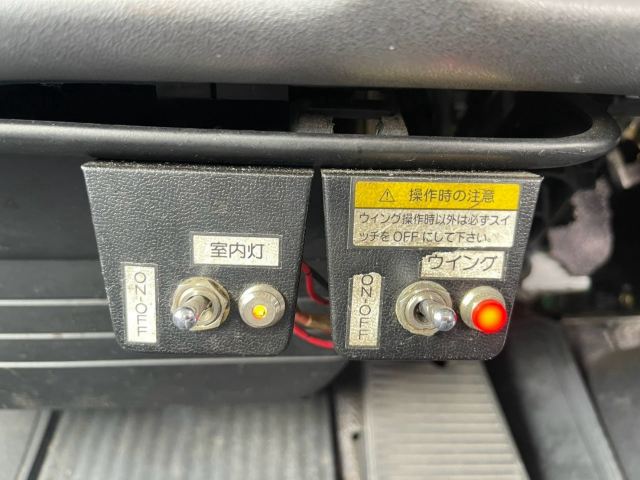 室内灯
ON-OFF
⚠ 操作時の注意
ウイング操作時以外は必ずスイ
ッチをOFFにして下さい。
ウイング
ON-OFF